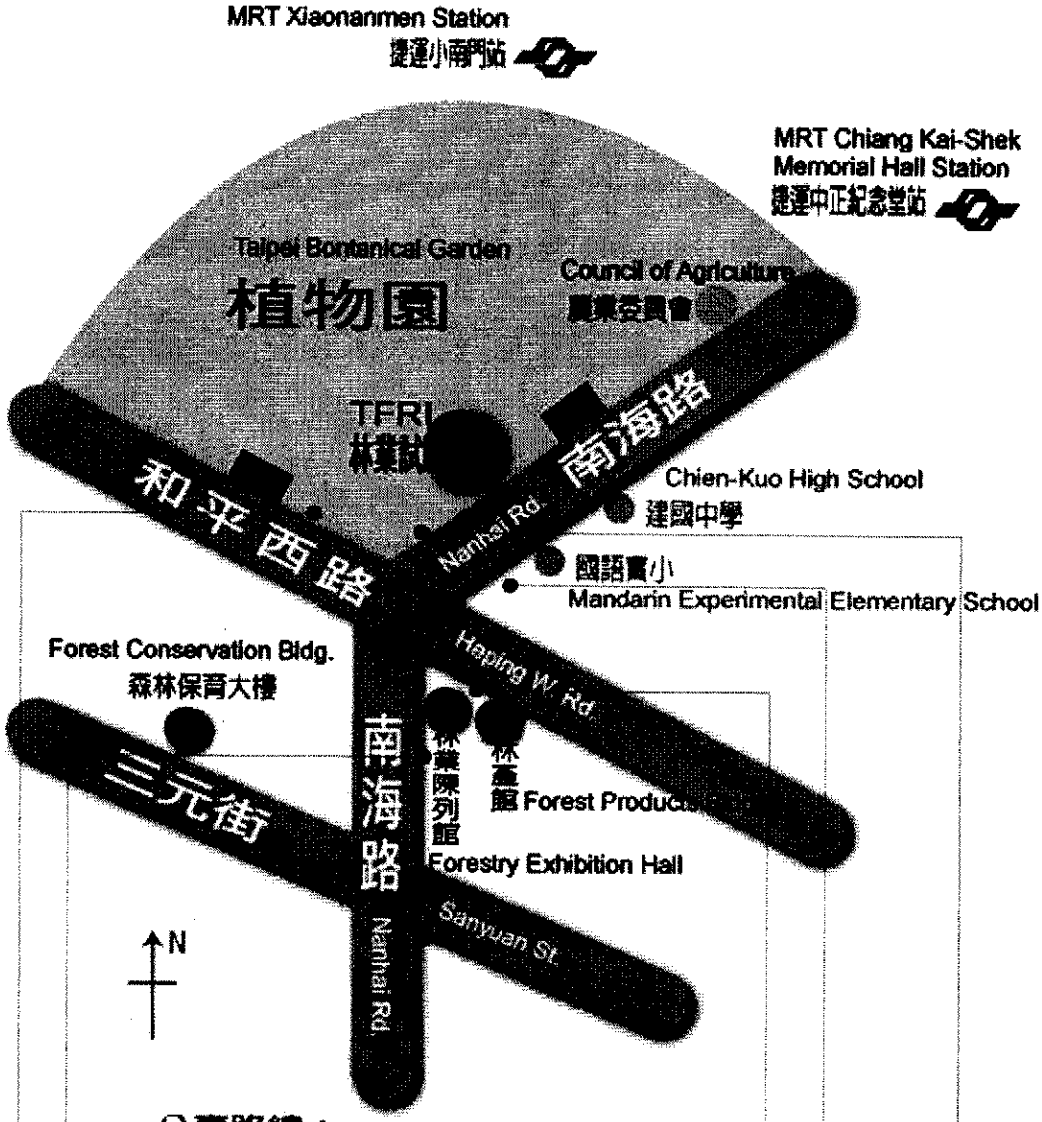 MRT Xiaonanmen Station
捷運小南門站
MRT Chiang Kai-Shek
Memorial Hall Station
捷運中正紀念堂站
Taipei Bontanical Garden
植物園
Council of Agriculture
農業委員會
TFRI
林業試
南海路
Nanhai Rd.
和平西路
Chien-Kuo High School
建國中學
國語實小
Mandarin Experimental Elementary School
Heping W. Rd.
Forest Conservation Bldg.
森林保育大樓
三元街
南海路
林業陳列館
林產館
Forest Product
Forestry Exhibition Hall
Sanyuan St.
Nanhai Rd.
N